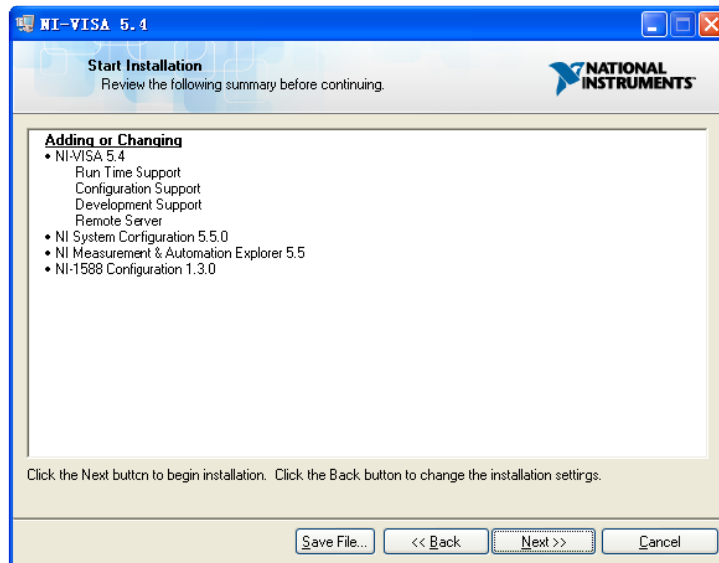 NI-VISA 5.4
Start Installation
Review the following summary before continuing.
NATIONAL
INSTRUMENTS
Adding or Changing
• NI-VISA 5.4
Run Time Support
Configuration Support
Development Support
Remote Server
• NI System Configuration 5.5.0
• NI Measurement & Automation Explorer 5.5
• NI-1588 Configuration 1.3.0
Click the Next button to begin installation. Click the Back button to change the installation settings.
Save File... << Back Next >> Cancel